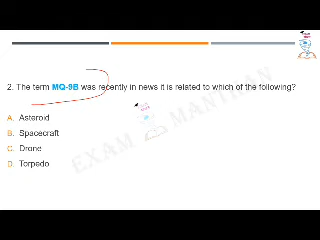 2. The term MQ-9B was recently in news it is related to which of the following?
A. Asteroid
B. Spacecraft
C. Drone
D. Torpedo
EXAM MANITHAN